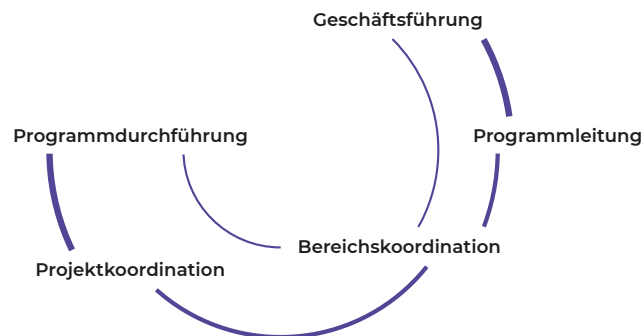 Geschäftsführung
Programmdurchführung
Programmleitung
Bereichskoordination
Projektkoordination